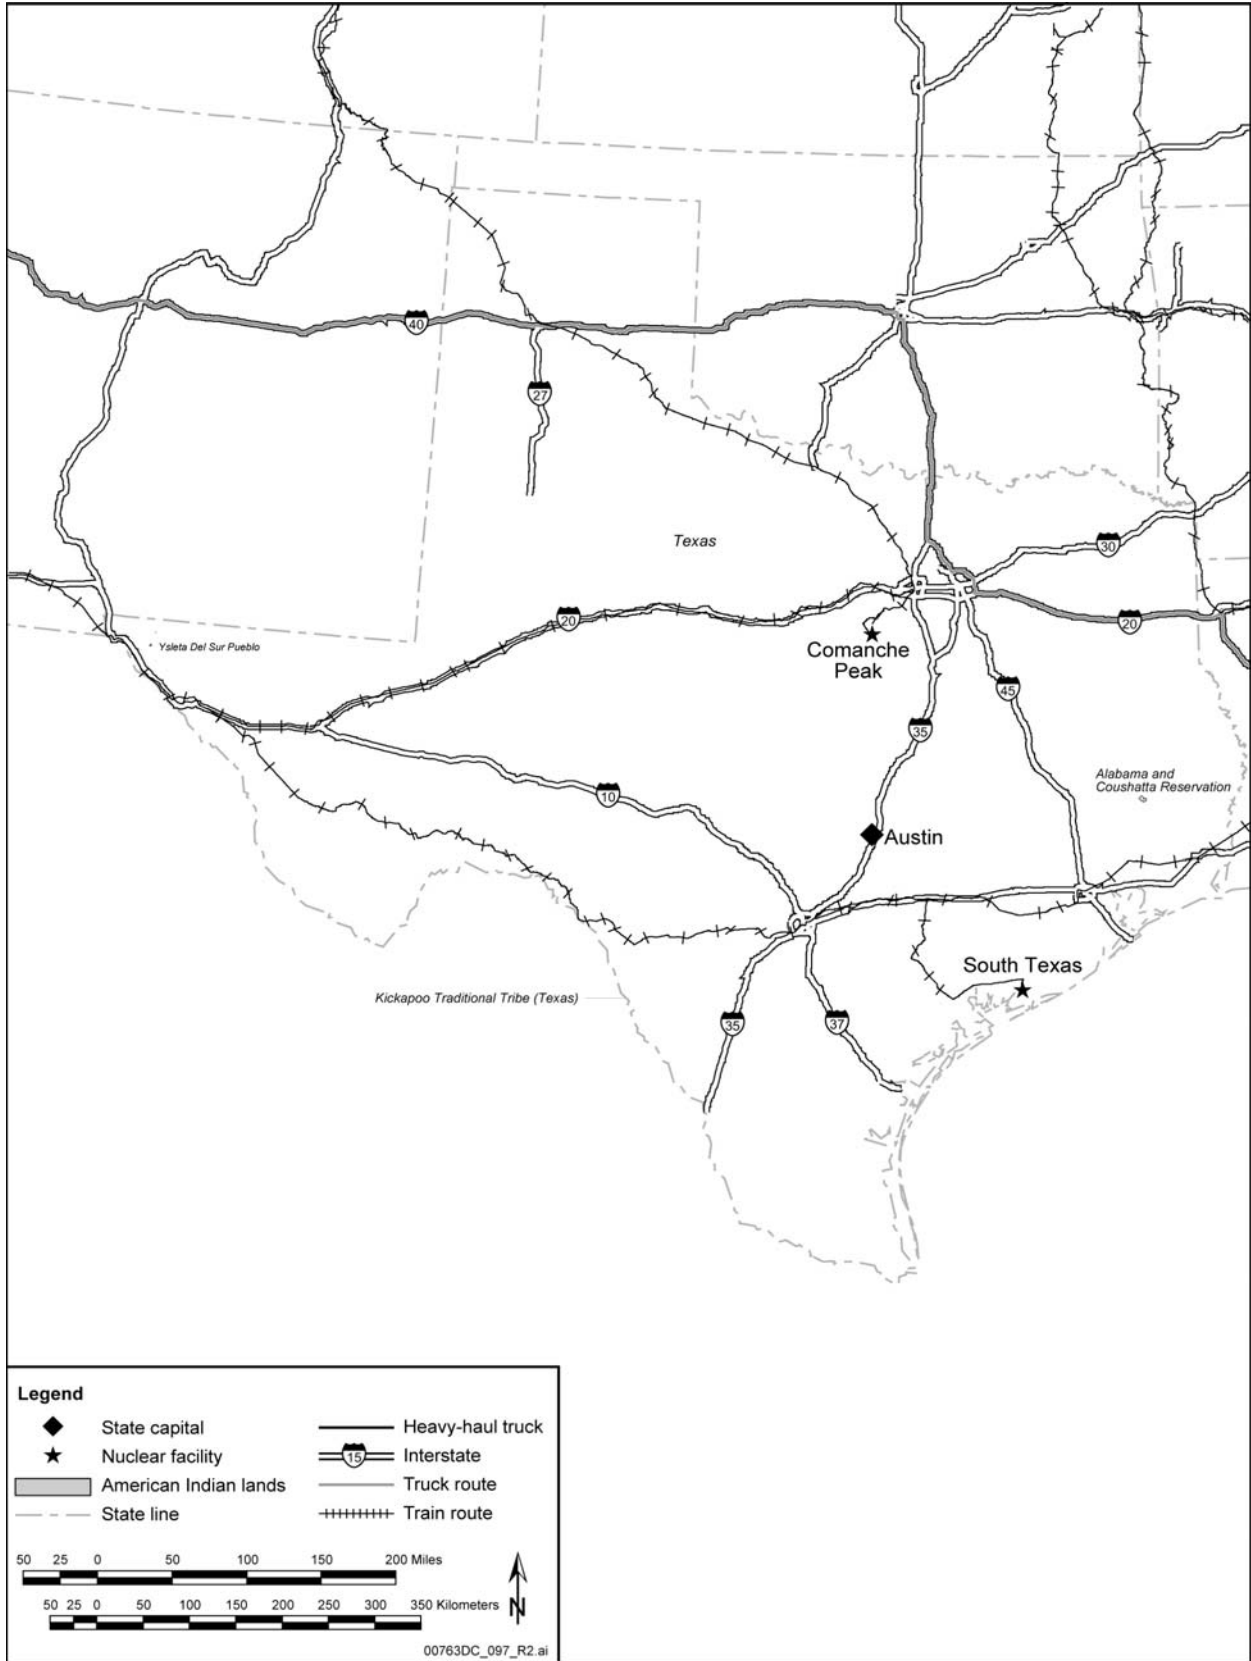 40
27
Texas
30
20
20
Ysleta Del Sur Pueblo
Comanche
Peak
45
35
10
Alabama and
Coushatta Reservation
Austin
South Texas
Kickapoo Traditional Tribe (Texas)
35
37
Legend
State capital
Heavy-haul truck
Nuclear facility
15
Interstate
American Indian lands
Truck route
State line
Train route
50 25 0 50 100 150 200 Miles
50 25 0 50 100 150 200 250 300 350 Kilometers
N
00763DC_097_R2.ai